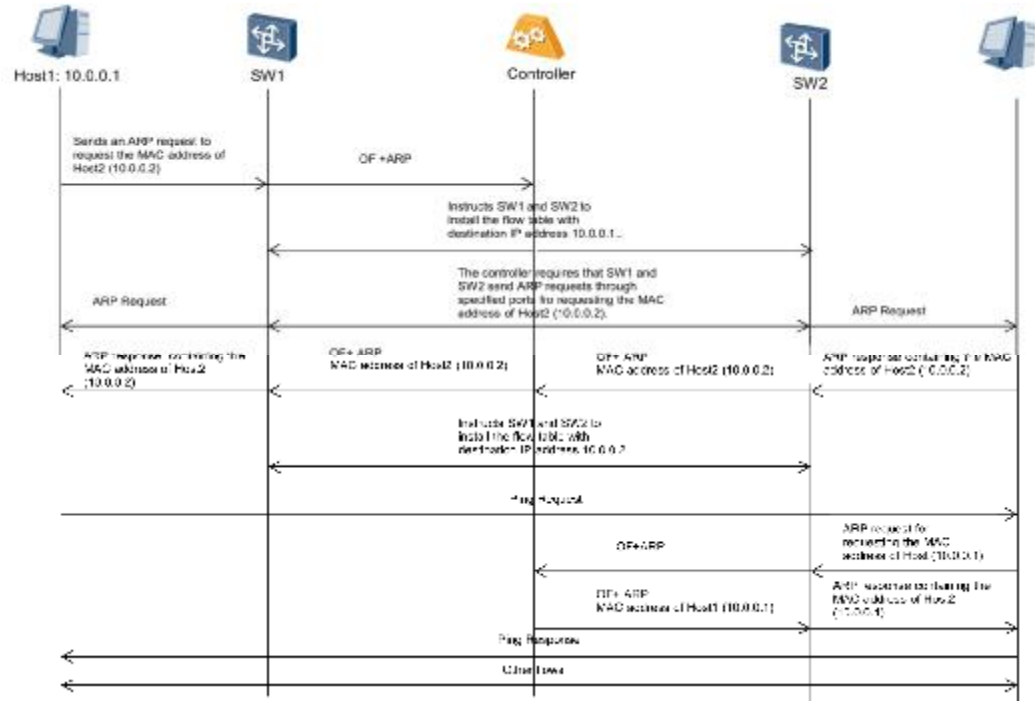 Host1: 10.0.0.1
SW1
Controller
SW2
Sends an ARP request to
request the MAC address of
Host2 (10.0.0.2)
OF +ARP
Instructs SW1 and SW2 to
install the flow table with
destination IP address 10.0.0.1..
The controller requires that SW1 and
SW2 send ARP requests through
specified ports for requesting the MAC
address of Host2 (10.0.0.2).
ARP Request
ARP Request
ARP response containing the
MAC address of Host2
(10.0.0.2)
OF+ ARP
MAC address of Host2 (10.0.0.2)
OF+ ARP
MAC address of Host2 (10.0.0.2)
ARP response containing the MAC
address of Host2 (10.0.0.2)
Instructs SW1 and SW2 to
install the flow table with
destination IP address 10.0.0.2
Ping Request
ARP request for
requesting the MAC
address of Host (10.0.0.1)
OF+ARP
OF+ ARP
MAC address of Host1 (10.0.0.1)
ARP response containing the
MAC address of Host2
(10.0.0.1)
Ping Response
Other flows